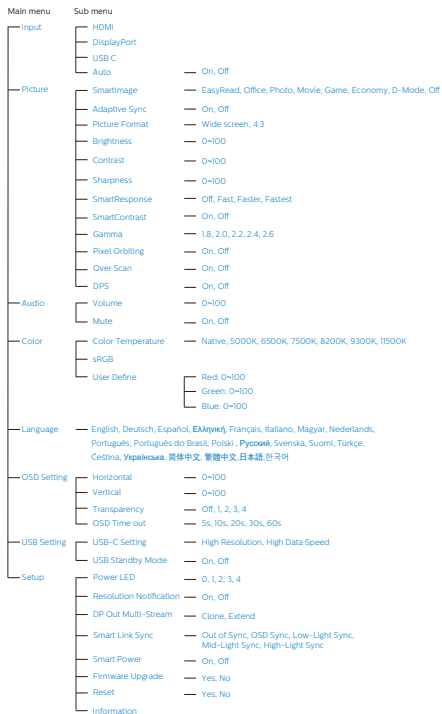 Main menu Sub menu
Input HDMI
DisplayPort
USB C
Auto On, Off
Picture SmartImage EasyRead, Office, Photo, Movie, Game, Economy, D-Mode, Off
Adaptive Sync On, Off
Picture Format Wide screen, 4:3
Brightness 0~100
Contrast 0~100
Sharpness 0~100
SmartResponse Off, Fast, Faster, Fastest
SmartContrast On, Off
Gamma 1.8, 2.0, 2.2, 2.4, 2.6
Pixel Orbiting On, Off
Over Scan On, Off
DPS On, Off
Audio Volume 0~100
Mute On, Off
Color Color Temperature Native, 5000K, 6500K, 7500K, 8200K, 9300K, 11500K
sRGB
User Define Red: 0~100
Green: 0~100
Blue: 0~100
Language English, Deutsch, Español, Ελληνική, Français, Italiano, Magyar, Nederlands,
Português, Português do Brasil, Polski , Русский, Svenska, Suomi, Türkçe,
Čeština, Українська, 简体中文, 繁體中文,日本語,한국어
OSD Setting Horizontal 0~100
Vertical 0~100
Transparency Off, 1, 2, 3, 4
OSD Time out 5s, 10s, 20s, 30s, 60s
USB Setting USB-C Setting High Resolution, High Data Speed
USB Standby Mode On, Off
Setup Power LED 0, 1, 2, 3, 4
Resolution Notification On, Off
DP Out Multi-Stream Clone, Extend
Smart Link Sync Out of Sync, OSD Sync, Low-Light Sync,
Mid-Light Sync, High-Light Sync
Smart Power On, Off
Firmware Upgrade Yes, No
Reset Yes, No
Information